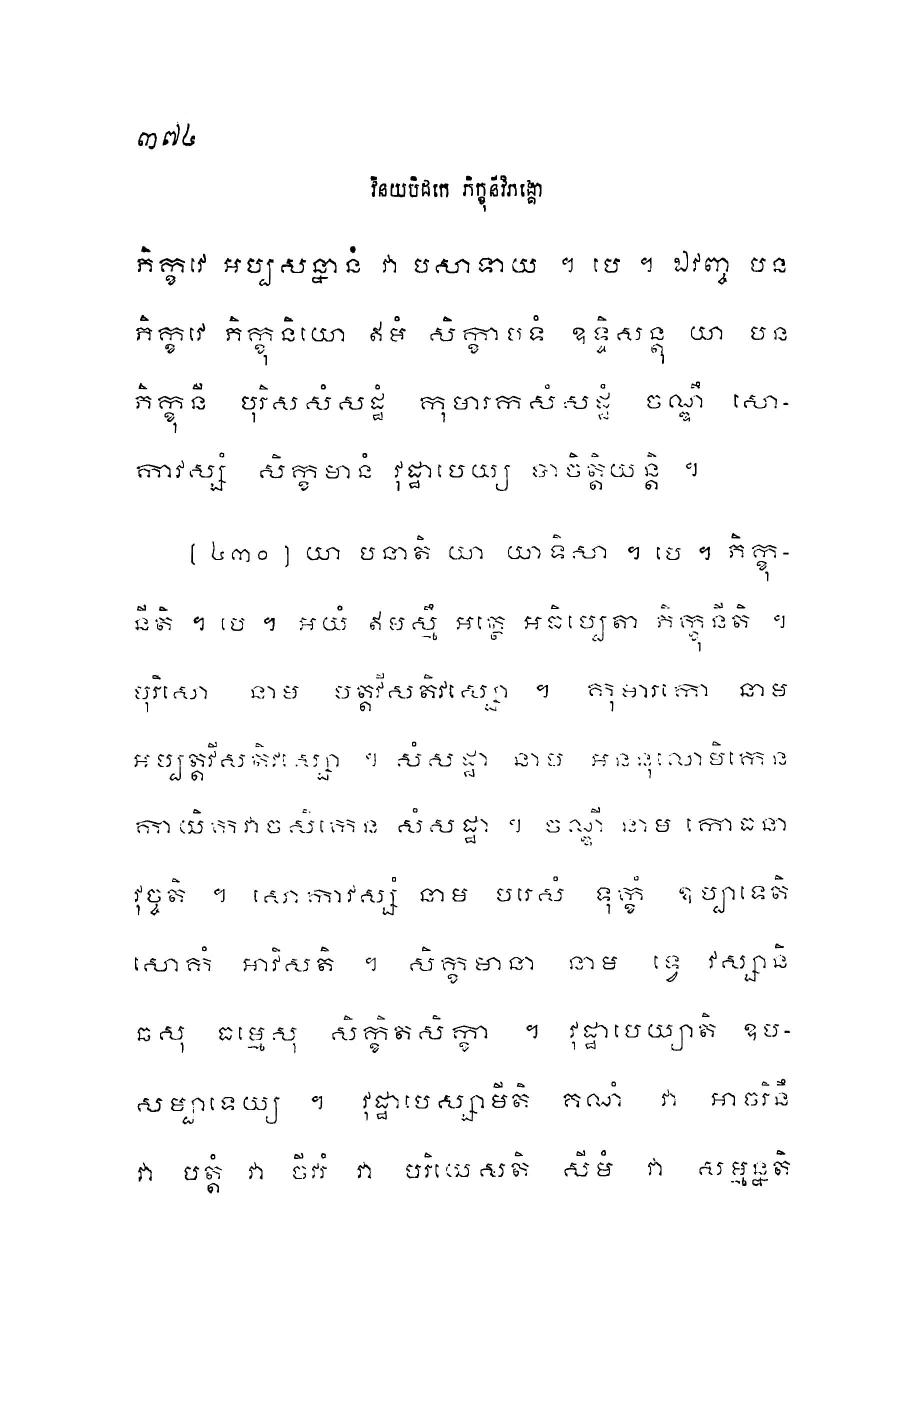 ៣៧៤
វិនយបិដកេ ភិក្ខុនីវិភង្គោ
ភិក្ខវេ អប្បសន្នានំ វា បសាទាយ ។ បេ ។ ឯវញ្ច បន
ភិក្ខវេ ភិក្ខុនិយោ ឥមំ សិក្ខាបទំ ឧទ្ទិសន្តុ យា បន
ភិក្ខុនី បុរិសសំសដ្ឋំ កុមារកសំសដ្ឋំ ចណ្ឌឹ សោ-
កាវស្សំ សិក្ខមានំ វុដ្ឋាបេយ្យ បាចិត្តិយន្តិ ។
[ ៤៣០ ] យា បនាតិ យា យាទិសា ។ បេ ។ ភិក្ខុ-
នីតិ ។ បេ ។ អយំ ឥមស្មឹ អត្ថេ អធិប្បេតា ភិក្ខុនីតិ ។
បុរិសោ នាម បត្តវីសតិវស្សោ ។ កុមារកោ នាម
អប្បត្តវីសតិវស្សោ ។ សំសដ្ឋា នាម អននុលោមិកេន
កាយិកវាចសិកេន សំសដ្ឋា ។ ចណ្ឌី នាម កោធនា
វុច្ចតិ ។ សោកាវស្សំ នាម បរេសំ ទុក្ខំ ឧប្បាទេតិ
សោកំ អាវិសតិ ។ សិក្ខមានា នាម ទ្វេ វស្សានិ
ឆសុ ធម្មេសុ សិក្ខិតសិក្ខា ។ វុដ្ឋាបេយ្យាតិ ឧប-
សម្បាទេយ្យ ។ វុដ្ឋាបេស្សាមីតិ គណំ វា អាចរិនឹ
វា បត្តំ វា ចីវរំ វា បរិយេសតិ សីមំ វា សម្មន្នតិ